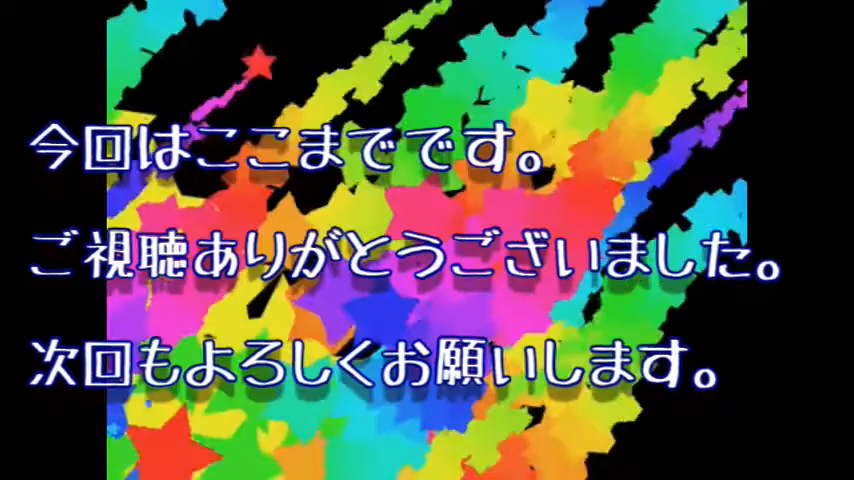 今回はここまでです。
ご視聴ありがとうございました。
次回もよろしくお願いします。